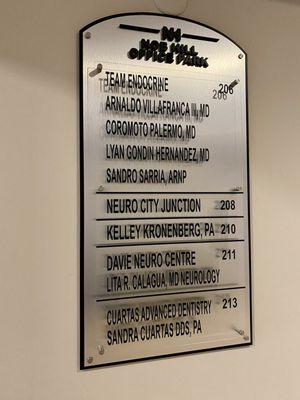 NH
NOB HILL
OFFICE PARK
TEAM ENDOCRINE 206
ARNALDO VILLAFRANCA III, MD
COROMOTO PALERMO, MD
LYAN GONDIN HERNANDEZ, MD
SANDRO SARRIA, ARNP
NEURO CITY JUNCTION 208
KELLEY KRONENBERG, PA 210
DAVIE NEURO CENTRE 211
LITA R. CALAGUA, MD NEUROLOGY
CUARTAS ADVANCED DENTISTRY 213
SANDRA CUARTAS DDS, PA